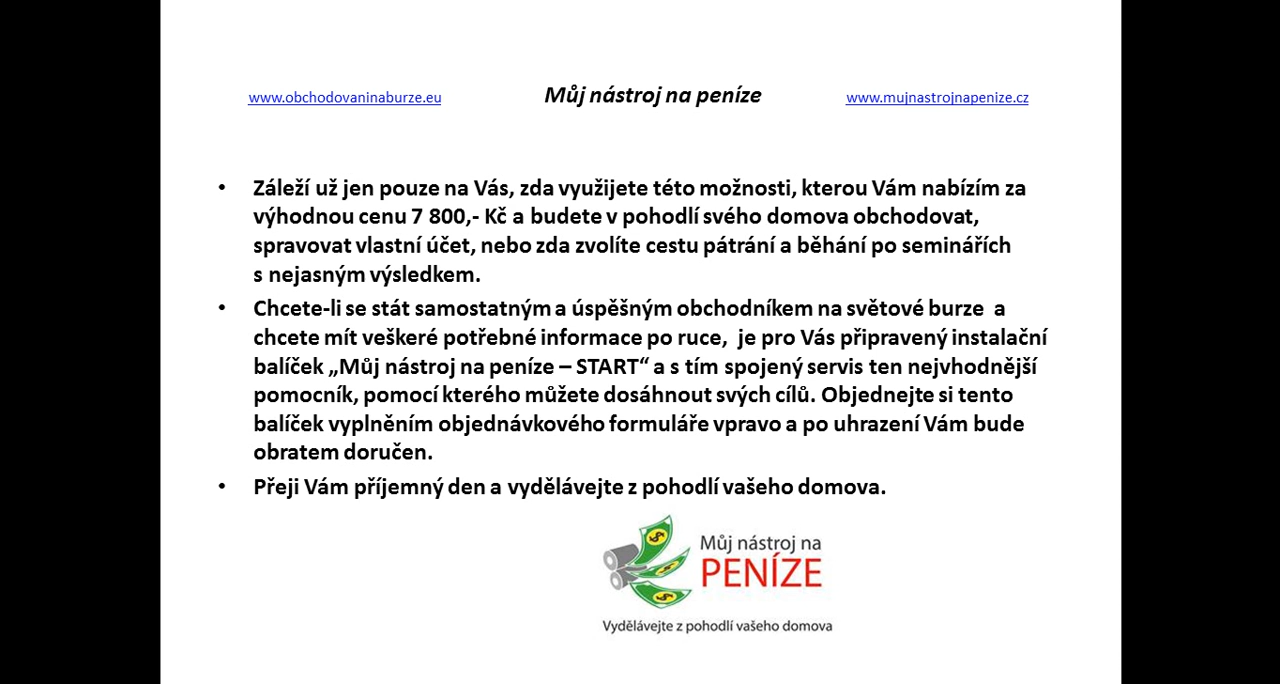 www.obchodovaninaburze.eu Můj nástroj na peníze www.mujnastrojnapenize.cz
• Záleží už jen pouze na Vás, zda využijete této možnosti, kterou Vám nabízím za
výhodnou cenu 7 800,- Kč a budete v pohodlí svého domova obchodovat,
spravovat vlastní účet, nebo zda zvolíte cestu pátrání a běhání po seminářích
s nejasným výsledkem.
• Chcete-li se stát samostatným a úspěšným obchodníkem na světové burze a
chcete mít veškeré potřebné informace po ruce, je pro Vás připravený instalační
balíček „Můj nástroj na peníze – START“ a s tím spojený servis ten nejvhodnější
pomocník, pomocí kterého můžete dosáhnout svých cílů. Objednejte si tento
balíček vyplněním objednávkového formuláře vpravo a po uhrazení Vám bude
obratem doručen.
• Přeji Vám příjemný den a vydělávejte z pohodlí vašeho domova.
Můj nástroj na
PENÍZE
Vydělávejte z pohodlí vašeho domova